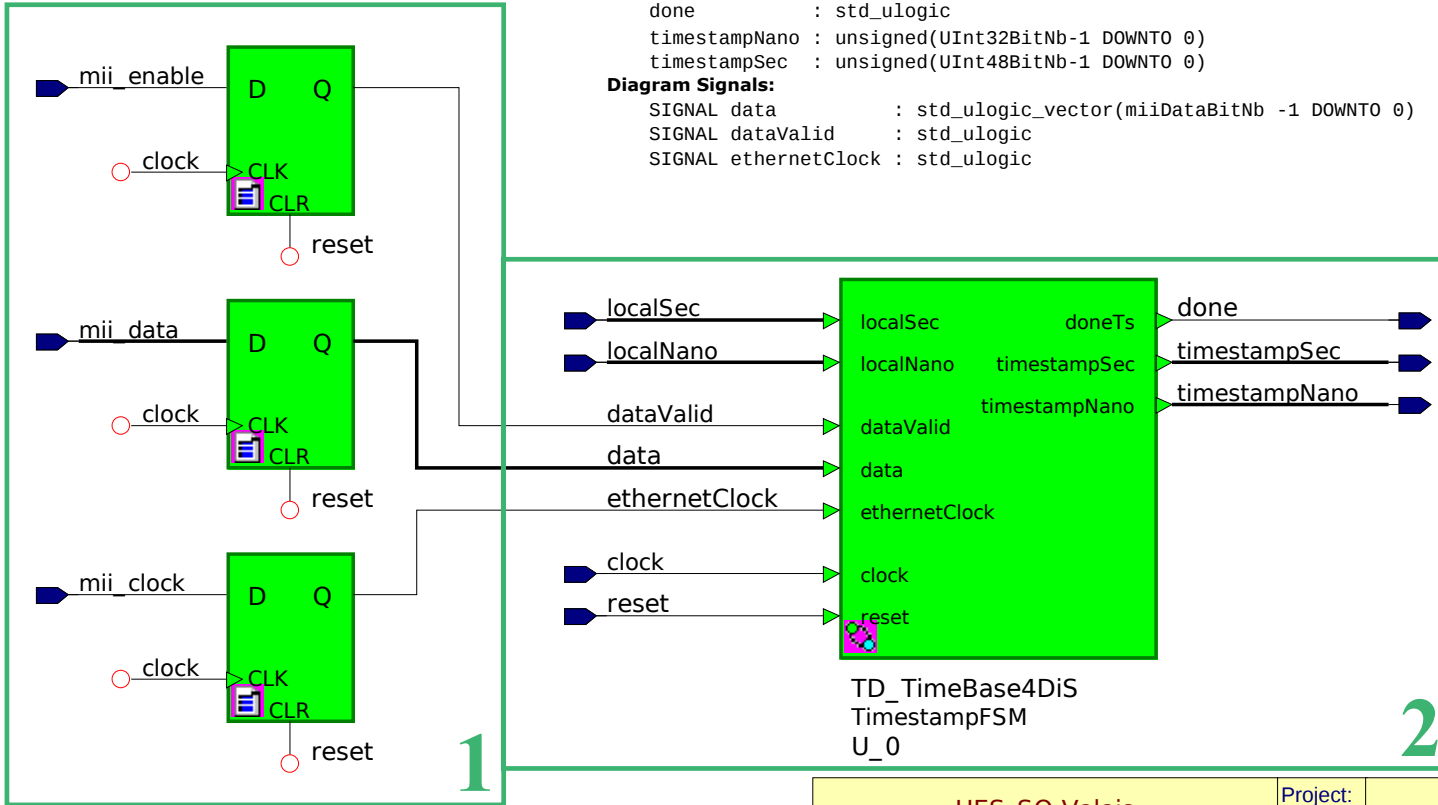 done : std_ulogic
timestampNano : unsigned(UInt32BitNb-1 DOWNTO 0)
timestampSec : unsigned(UInt48BitNb-1 DOWNTO 0)
Diagram Signals:
SIGNAL data : std_ulogic_vector(miiDataBitNb -1 DOWNTO 0)
SIGNAL dataValid : std_ulogic
SIGNAL ethernetClock : std_ulogic
mii_enable
D Q
clock
CLK
CLR
reset
mii_data
D Q
clock
CLK
CLR
reset
mii_clock
D Q
clock
CLK
CLR
reset
1
localSec
localNano
dataValid
data
ethernetClock
clock
reset
localSec doneTs
localNano timestampSec
timestampNano
dataValid
data
ethernetClock
clock
reset
done
timestampSec
timestampNano
TD_TimeBase4DiS
TimestampFSM
U_0
2
Project: